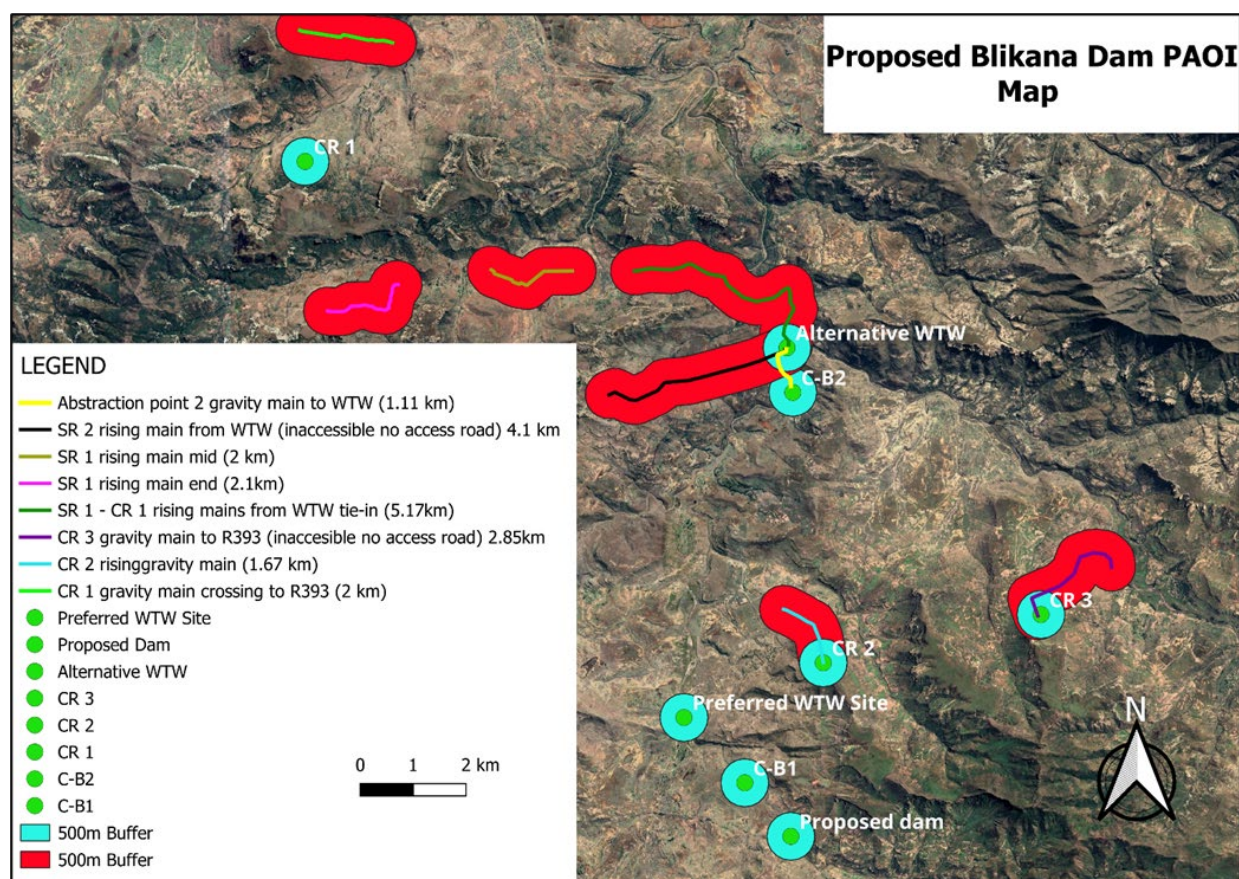 Proposed Blikana Dam PAOI
Map
CR 1
Alternative WTW
C-B2
CR 3
CR 2
Preferred WTW Site
C-B1
Proposed dam
N
LEGEND
Abstraction point 2 gravity main to WTW (1.11 km)
SR 2 rising main from WTW (inaccessible no access road) 4.1 km
SR 1 rising main mid (2 km)
SR 1 rising main end (2.1km)
SR 1 - CR 1 rising mains from WTW tie-in (5.17km)
CR 3 gravity main to R393 (inaccesible no access road) 2.85km
CR 2 risinggravity main (1.67 km)
CR 1 gravity main crossing to R393 (2 km)
Preferred WTW Site
Proposed Dam
Alternative WTW
CR 3
CR 2
CR 1
C-B2
C-B1
500m Buffer
500m Buffer
0 1 2 km